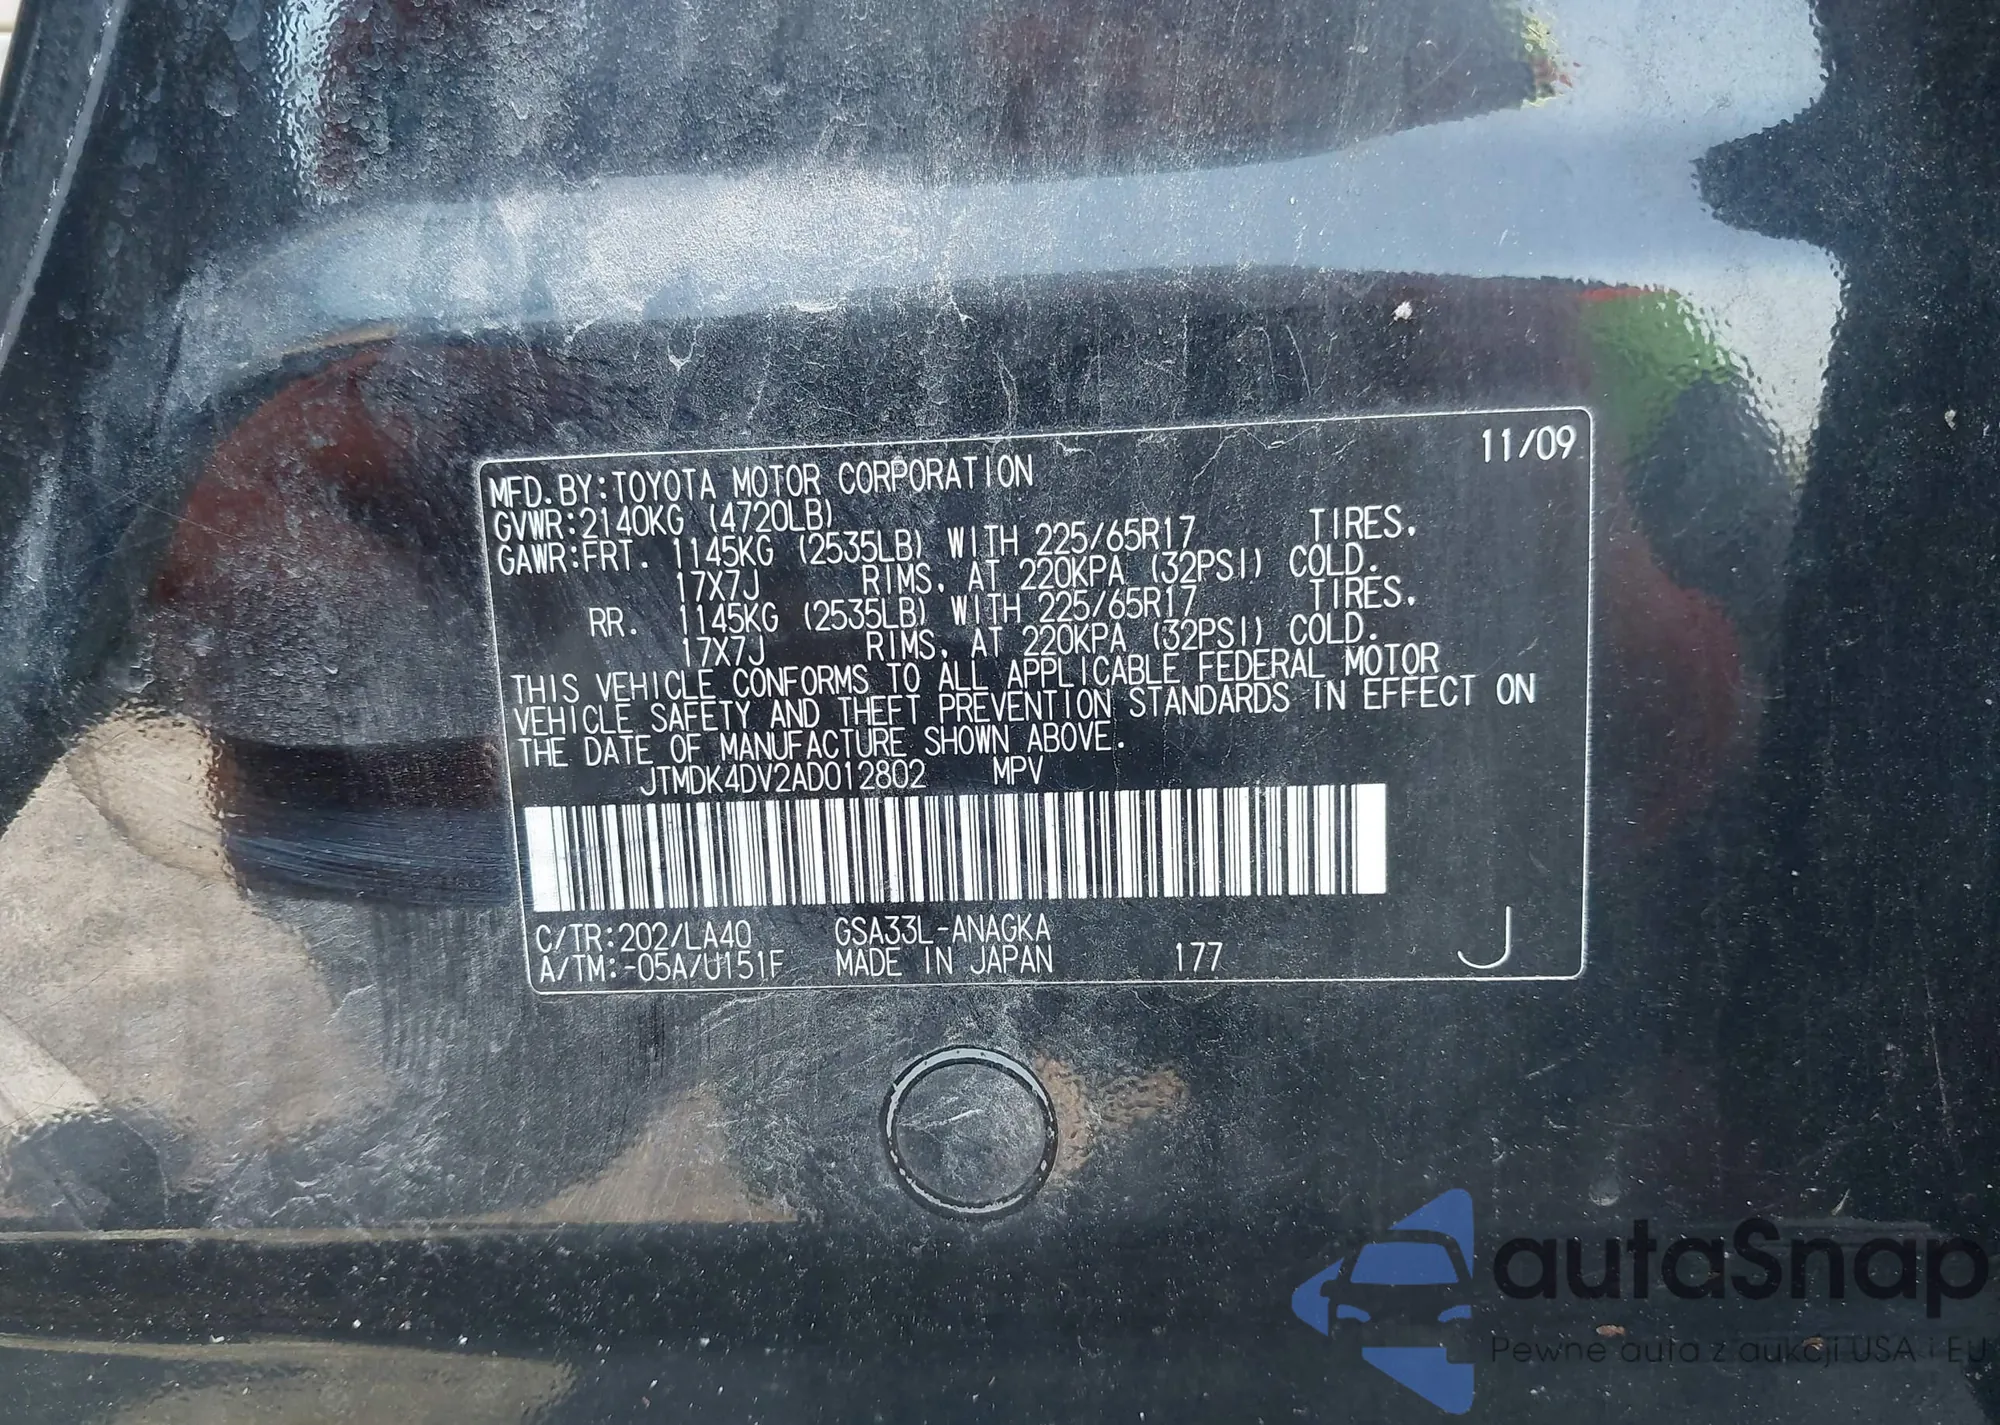 11/09
MFD.BY:TOYOTA MOTOR CORPORATION
GVWR:2140KG (4720LB)
GAWR:FRT. 1145KG (2535LB) WITH 225/65R17 TIRES,
17X7J RIMS, AT 220KPA (32PSI) COLD.
RR. 1145KG (2535LB) WITH 225/65R17 TIRES,
17X7J RIMS, AT 220KPA (32PSI) COLD.
THIS VEHICLE CONFORMS TO ALL APPLICABLE FEDERAL MOTOR
VEHICLE SAFETY AND THEFT PREVENTION STANDARDS IN EFFECT ON
THE DATE OF MANUFACTURE SHOWN ABOVE.
JTMDK4DV2AD012802 MPV
C/TR:202/LA40 GSA33L-ANAGKA
A/TM:-05A/U151F MADE IN JAPAN 177 J
autaSnap
Pewne auta z aukcji USA i EU